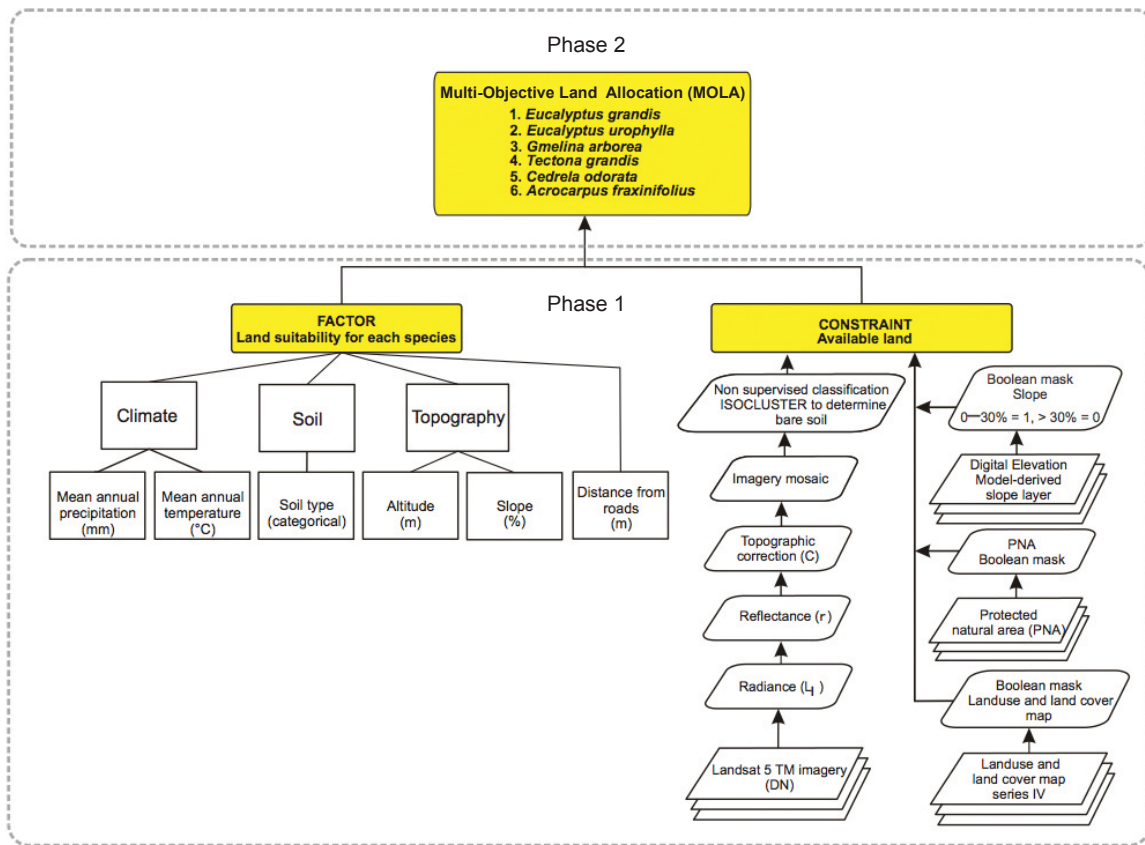 Phase 2
Multi-Objective Land Allocation (MOLA)
1. Eucalyptus grandis
2. Eucalyptus urophylla
3. Gmelina arborea
4. Tectona grandis
5. Cedrela odorata
6. Acrocarpus fraxinifolius
Phase 1
FACTOR
Land suitability for each species
Climate
Soil
Topography
Mean annual
precipitation
(mm)
Mean annual
temperature
(°C)
Soil type
(categorical)
Altitude
(m)
Slope
(%)
Distance from
roads
(m)
CONSTRAINT
Available land
Non supervised classification
ISOCLUSTER to determine
bare soil
Imagery mosaic
Topographic
correction (C)
Reflectance (r)
Radiance (Ч)
Landsat 5 TM imagery
(DN)
Boolean mask
Slope
0—30% = 1, > 30% = 0
Digital Elevation
Model-derived
slope layer
PNA
Boolean mask
Protected
natural area (PNA)
Boolean mask
Landuse and land cover
map
Landuse and
land cover map
series IV